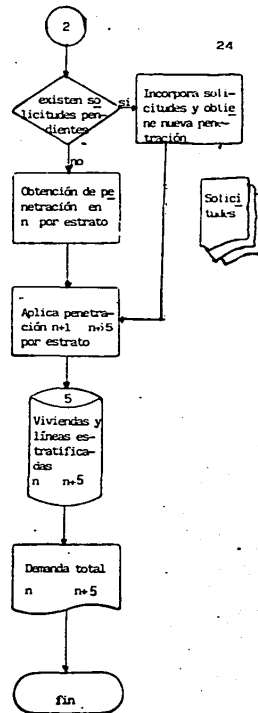 2
24
existen so
licitudes pen-
dientes
si
Incorpora soli-
citudes y obtie
ne nueva pene-
tración
no
Obtención de pe
netración en
n por estrato
Solici
tudes
Aplica penetra-
ción n+1 n+5
por estrato
5
Viviendas y
líneas es-
tratifica-
das
n n+5
Demanda total
n n+5
fin